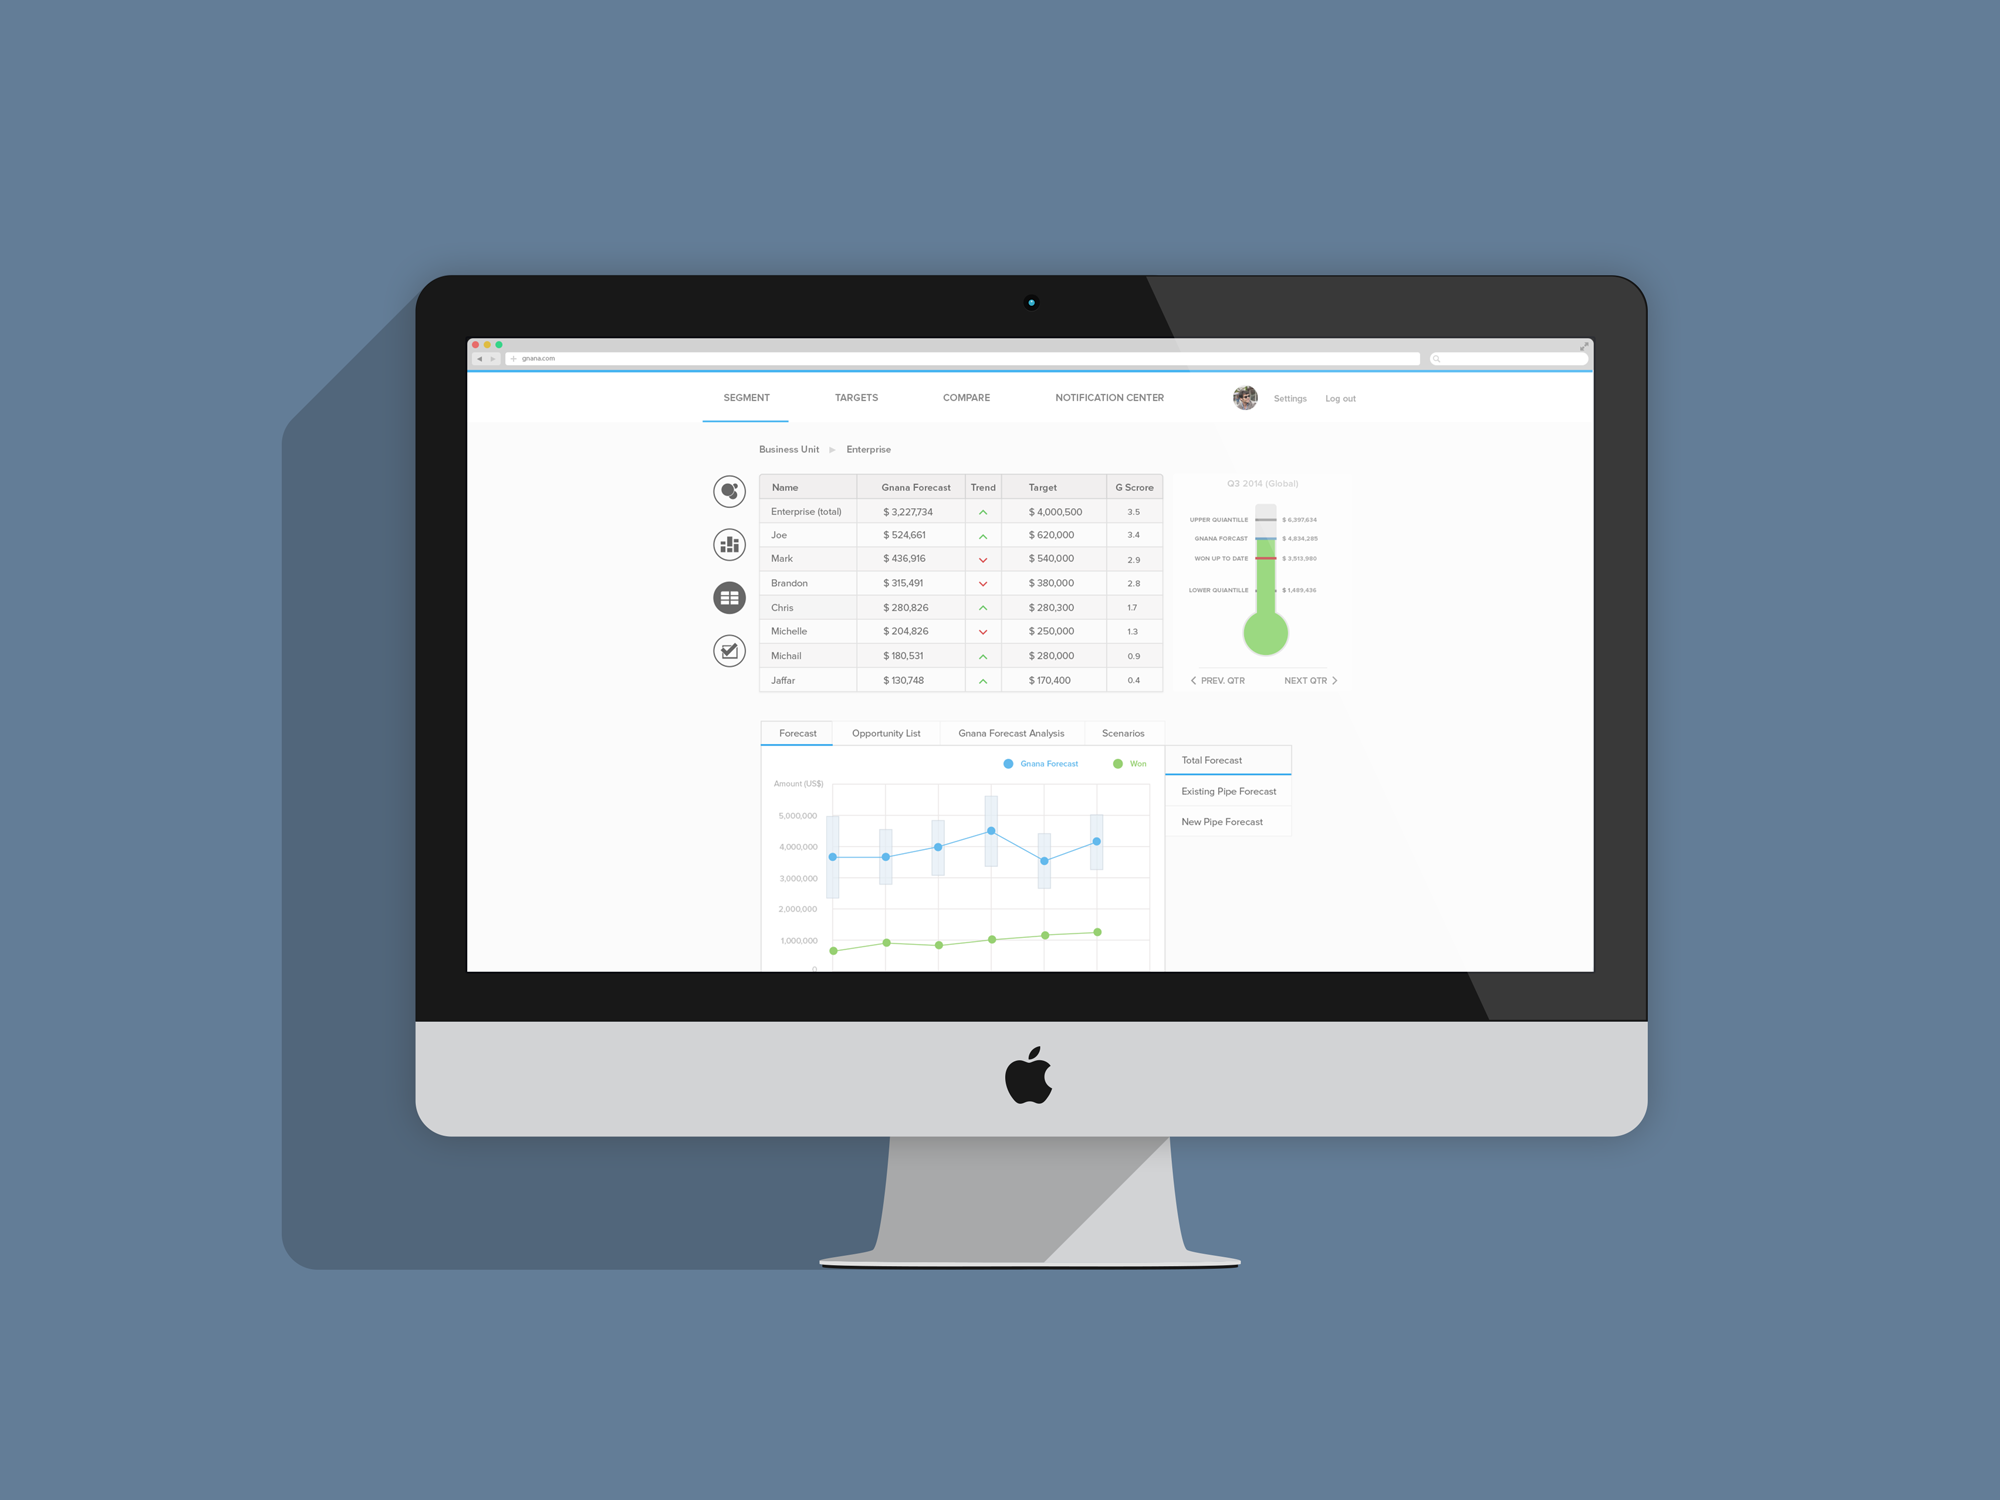 gnana.com
SEGMENT TARGETS COMPARE NOTIFICATION CENTER Settings Log out
Business Unit Enterprise
Name Gnana Forecast Trend Target G Scrore
Enterprise (total) $ 3,227,734 $ 4,000,500 3.5
Joe $ 524,661 $ 620,000 3.4
Mark $ 436,916 $ 540,000 2.9
Brandon $ 315,491 $ 380,000 2.8
Chris $ 280,826 $ 280,300 1.7
Michelle $ 204,826 $ 250,000 1.3
Michail $ 180,531 $ 280,000 0.9
Jaffar $ 130,748 $ 170,400 0.4
Q3 2014 (Global)
UPPER QUIANTILLE $ 6,397,634
GNANA FORCAST $ 4,834,285
WON UP TO DATE $ 3,513,980
LOWER QUIANTILLE $ 1,489,436
PREV. QTR NEXT QTR
Forecast Opportunity List Gnana Forecast Analysis Scenarios
Gnana Forecast Won
Amount (US$)
5,000,000
4,000,000
3,000,000
2,000,000
1,000,000
0
Total Forecast
Existing Pipe Forecast
New Pipe Forecast